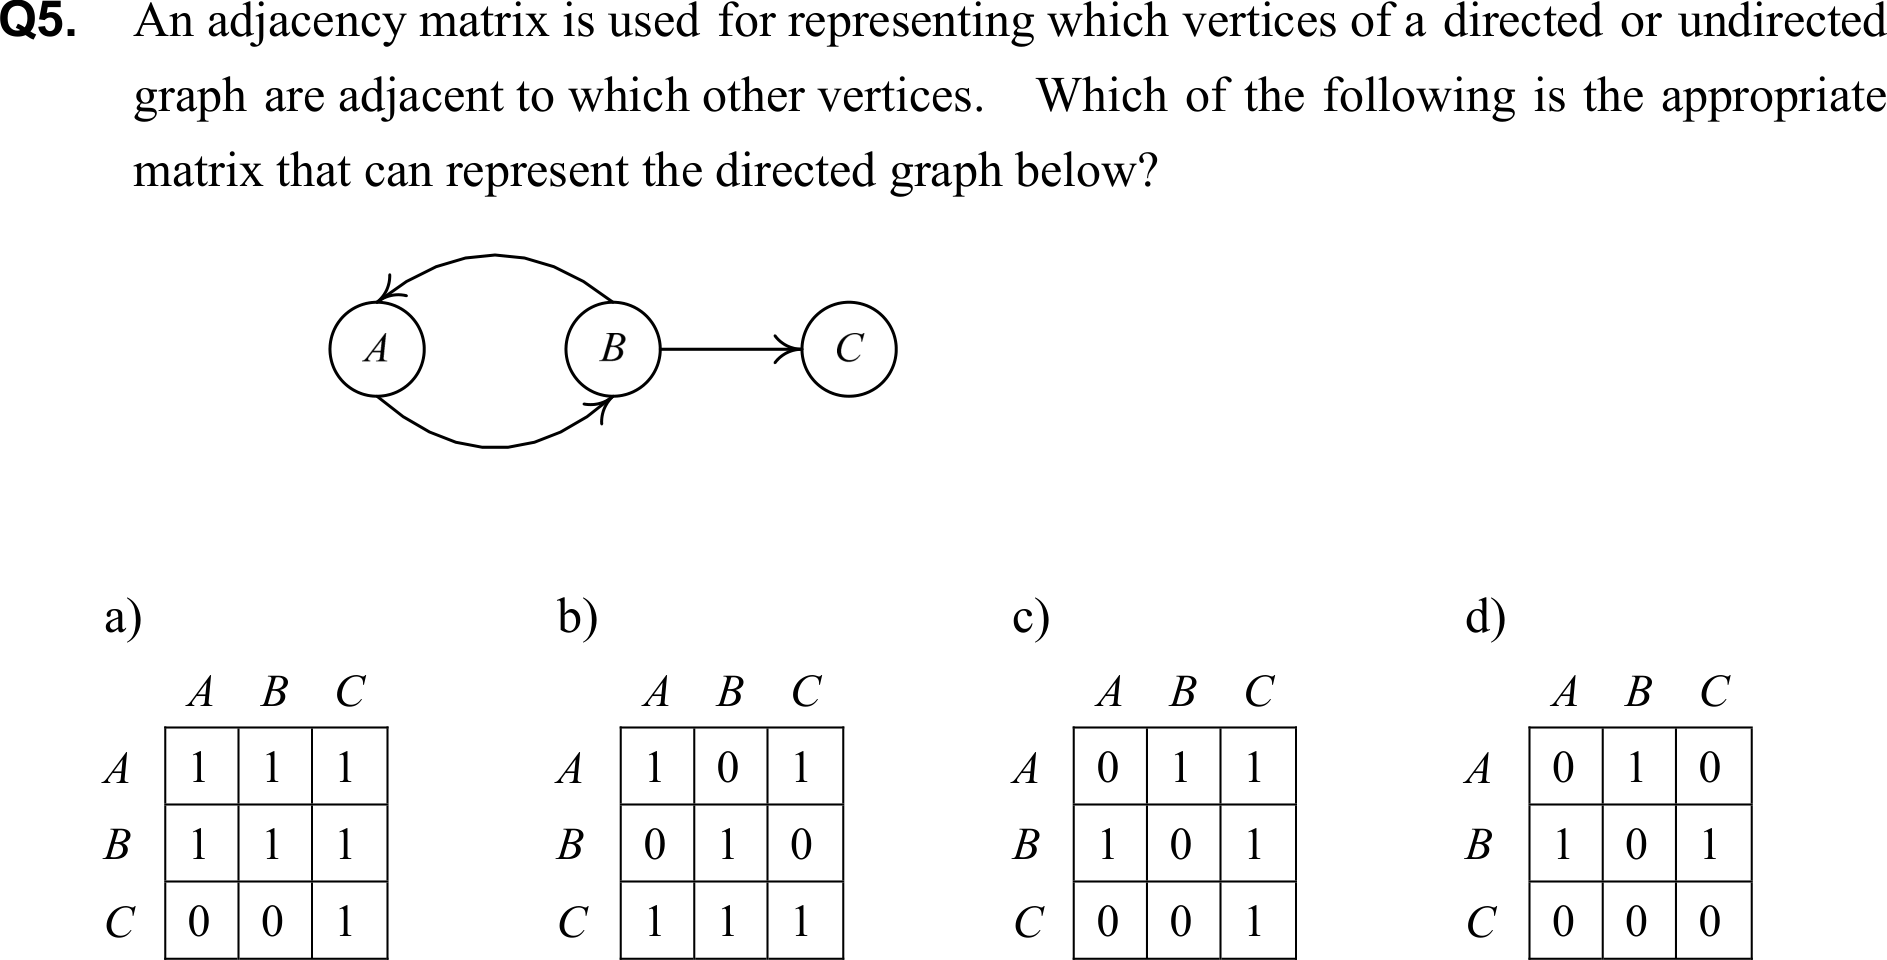 Q5. An adjacency matrix is used for representing which vertices of a directed or undirected
graph are adjacent to which other vertices. Which of the following is the appropriate
matrix that can represent the directed graph below?
A B C
a) b) c) d)
A B C A B C A B C A B C
A 1 1 1 A 1 0 1 A 0 1 1 A 0 1 0
B 1 1 1 B 0 1 0 B 1 0 1 B 1 0 1
C 0 0 1 C 1 1 1 C 0 0 1 C 0 0 0